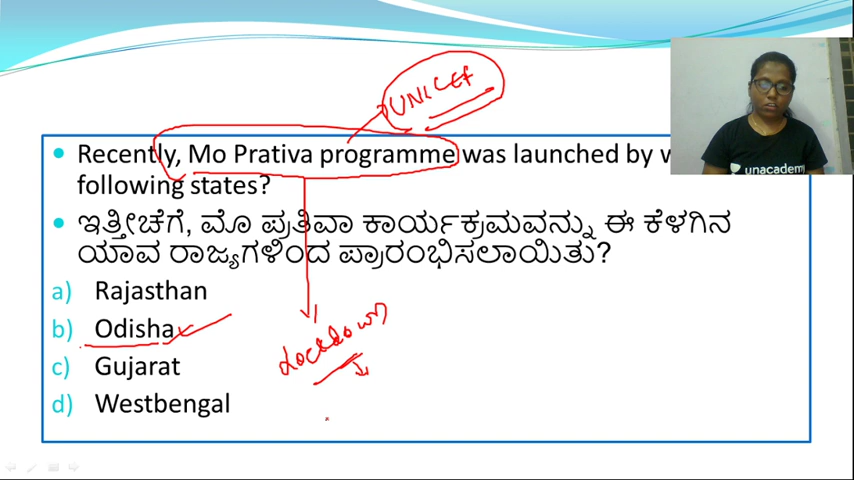 UNICEF
Recently, Mo Prativa programme was launched by
following states?
ಇತ್ತೀಚೆಗೆ, ಮೊ ಪ್ರತಿವಾ ಕಾರ್ಯಕ್ರಮವನ್ನು ಈ ಕೆಳಗಿನ
ಯಾವ ರಾಜ್ಯಗಳಿಂದ ಪ್ರಾರಂಭಿಸಲಾಯಿತು?
a) Rajasthan
b) Odisha
c) Gujarat
d) Westbengal
Lockdown
unacademy